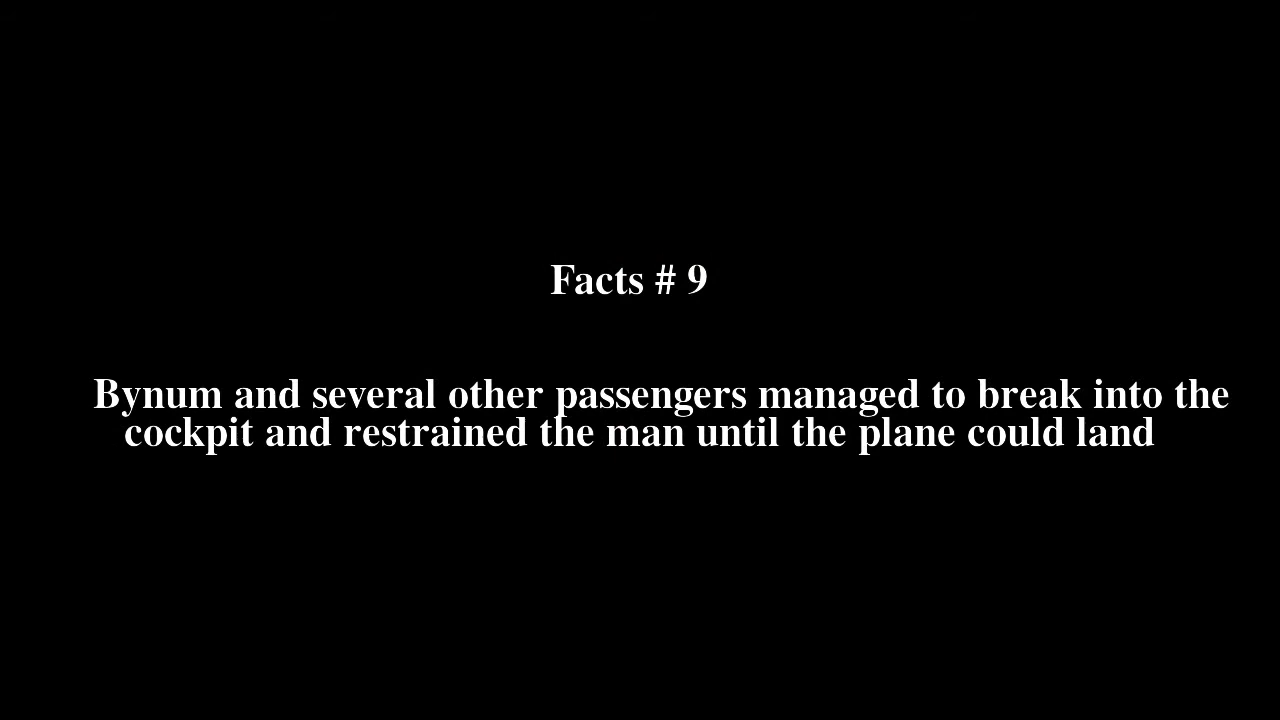 Facts # 9
Bynum and several other passengers managed to break into the
cockpit and restrained the man until the plane could land